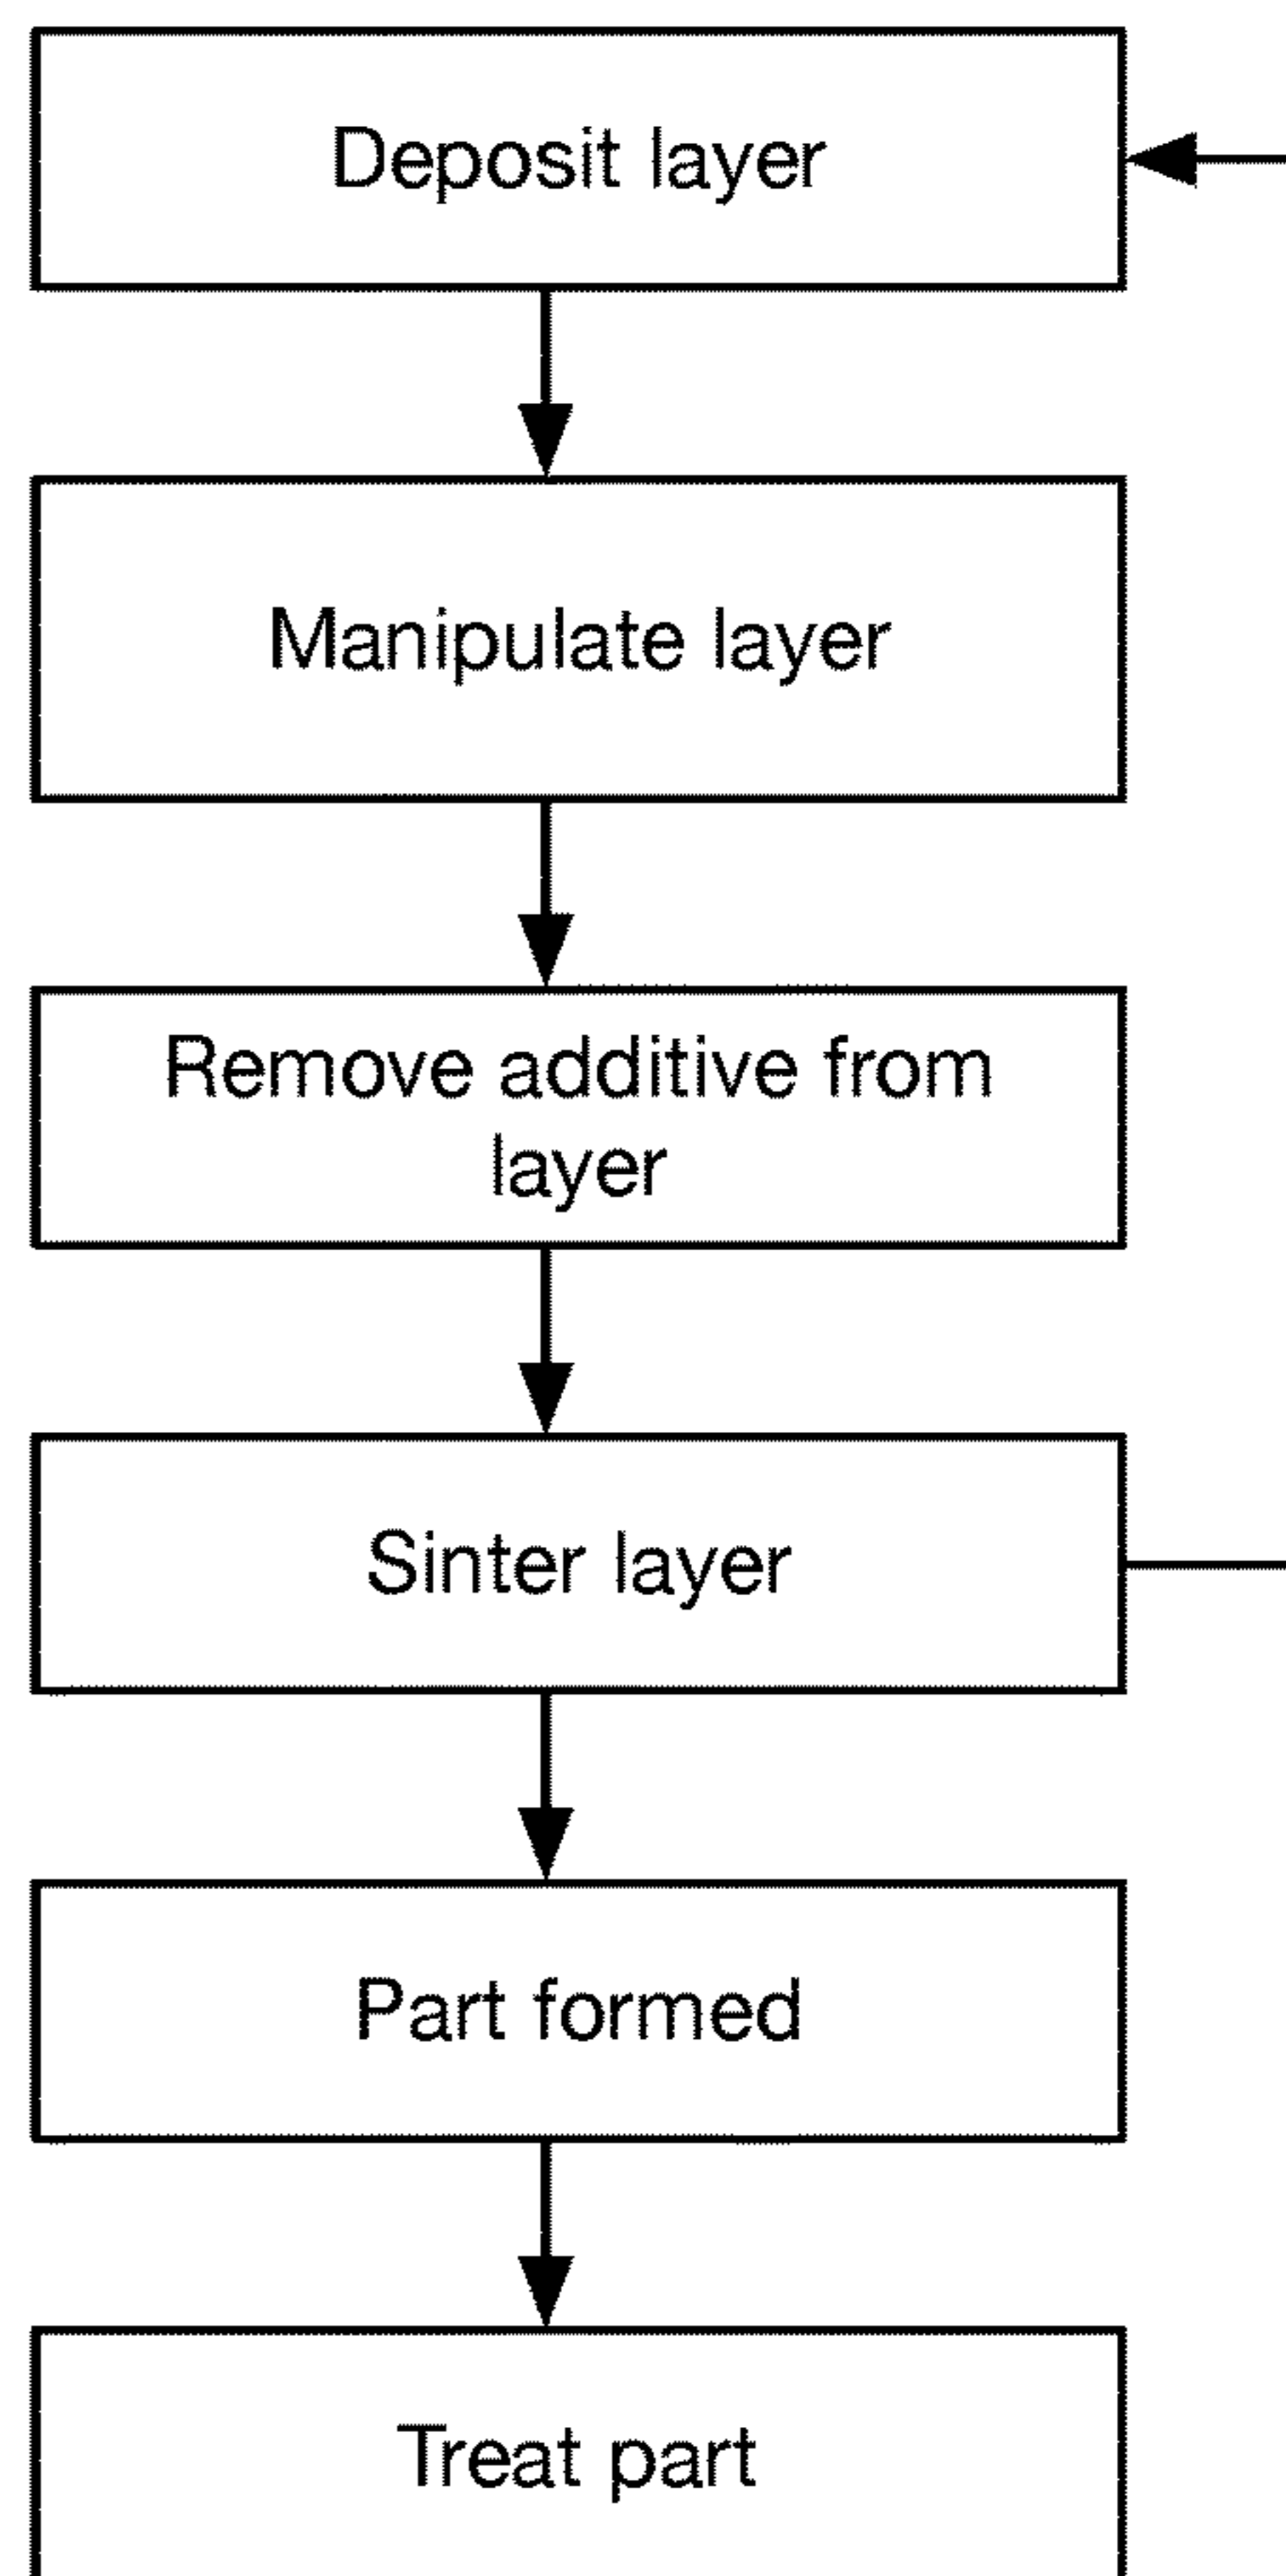 Deposit layer
Manipulate layer
Remove additive from
layer
Sinter layer
Part formed
Treat part